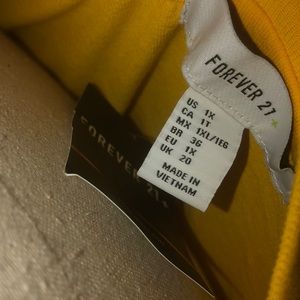 FOREVER 21
US 1X
CA 1T
MX 1XL/1EG
BR 36
EU 1X
UK 20
MADE IN
VIETNAM
FOREVER 21